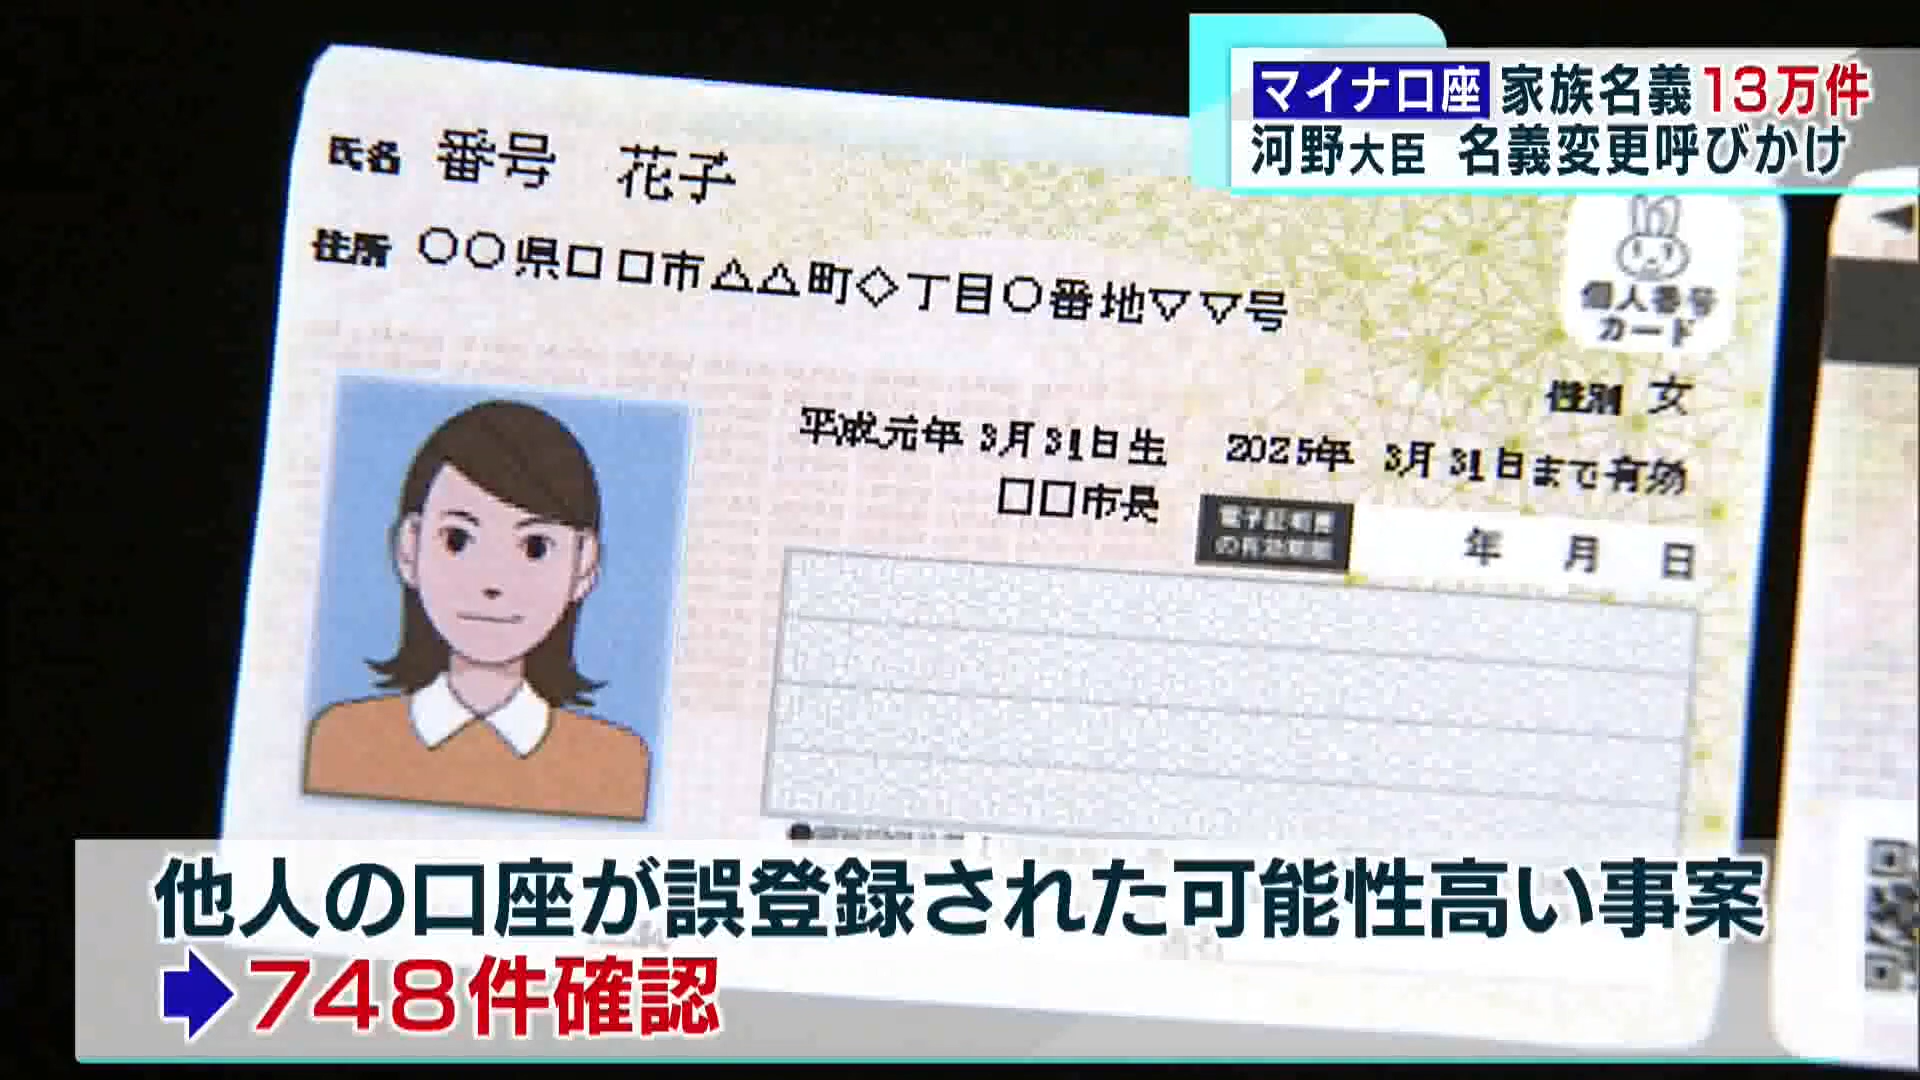 マイナ口座 家族名義13万件
河野大臣 名義変更呼びかけ
氏名 番号 花子
住所 ○○県□□市△△町◇丁目○番地▽▽号
個人番号
カード
性別 女
平成元年 3月31日生 2025年 3月31日まで有効
□□市長
電子証明書
の有効期限
年 月 日
他人の口座が誤登録された可能性高い事案
➡748件確認